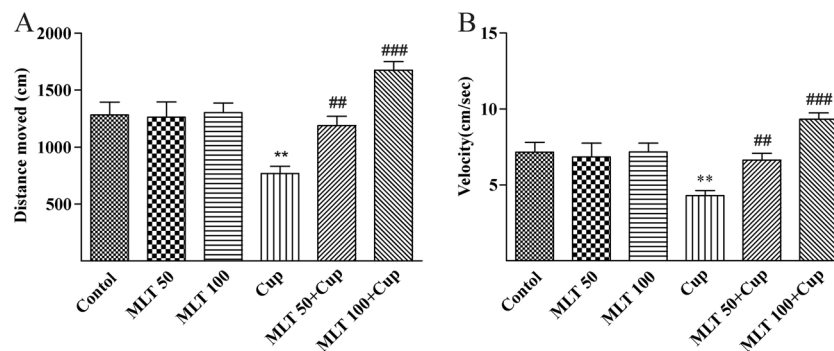 A
Distance moved (cm)
2000
1500
1000
500
**
##
###
Contol
MLT 50
MLT 100
Cup
MLT 50+Cup
MLT 100+Cup
B
Velocity(cm/sec)
15
10
5
**
##
###
Contol
MLT 50
MLT 100
Cup
MLT 50+Cup
MLT 100+Cup